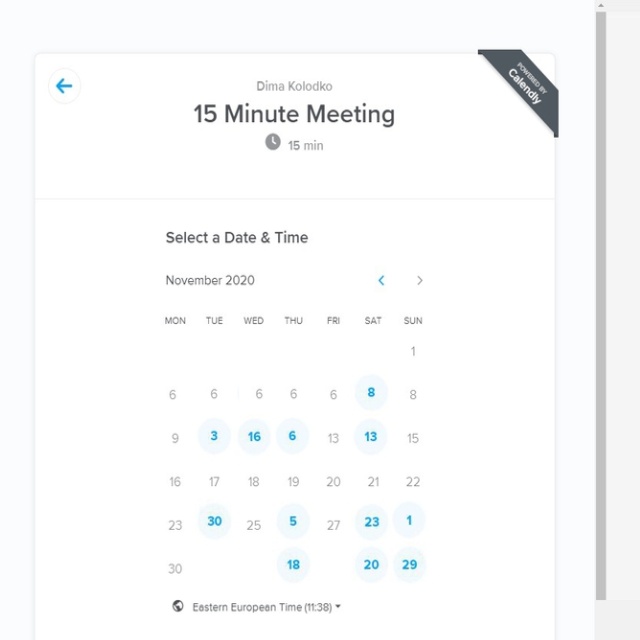 POWERED BY
Calendly
Dima Kolodko
15 Minute Meeting
15 min
Select a Date & Time
November 2020
MON TUE WED THU FRI SAT SUN
1
6 6 6 6 6 8 8
9 3 16 6 13 13 15
16 17 18 19 20 21 22
23 30 25 5 27 23 1
30 18 20 29
Eastern European Time (11:38)